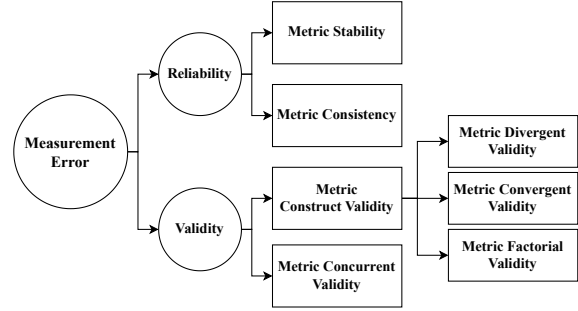 Measurement
Error
Reliability
Metric Stability
Metric Consistency
Validity
Metric
Construct Validity
Metric Concurrent
Validity
Metric Divergent
Validity
Metric Convergent
Validity
Metric Factorial
Validity